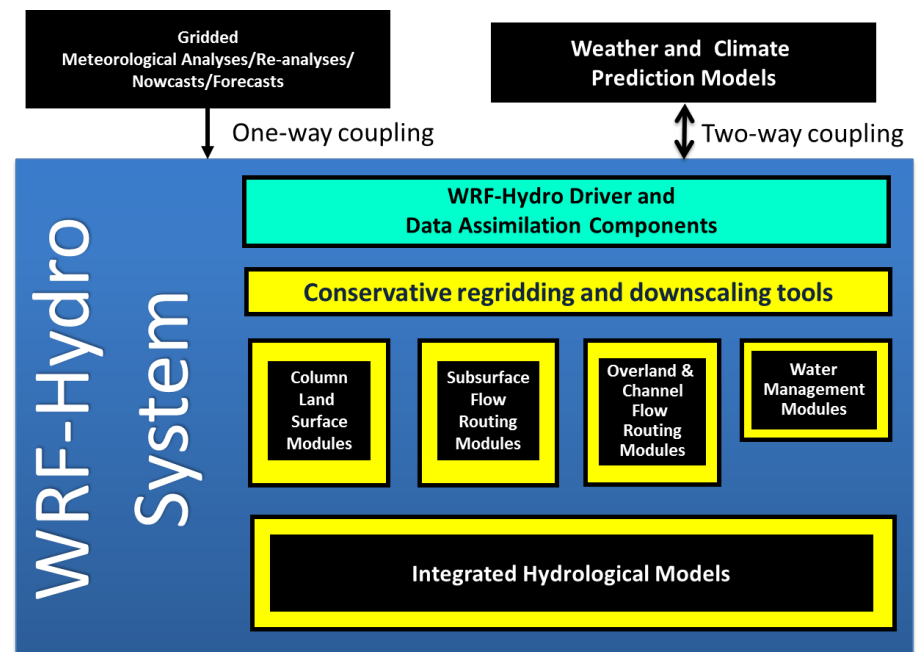 Gridded
Meteorological Analyses/Re-analyses/
Nowcasts/Forecasts
Weather and Climate
Prediction Models
One-way coupling
Two-way coupling
WRF-Hydro
System
WRF-Hydro Driver and
Data Assimilation Components
Conservative regridding and downscaling tools
Column
Land
Surface
Modules
Subsurface
Flow
Routing
Modules
Overland &
Channel
Flow
Routing
Modules
Water
Management
Modules
Integrated Hydrological Models